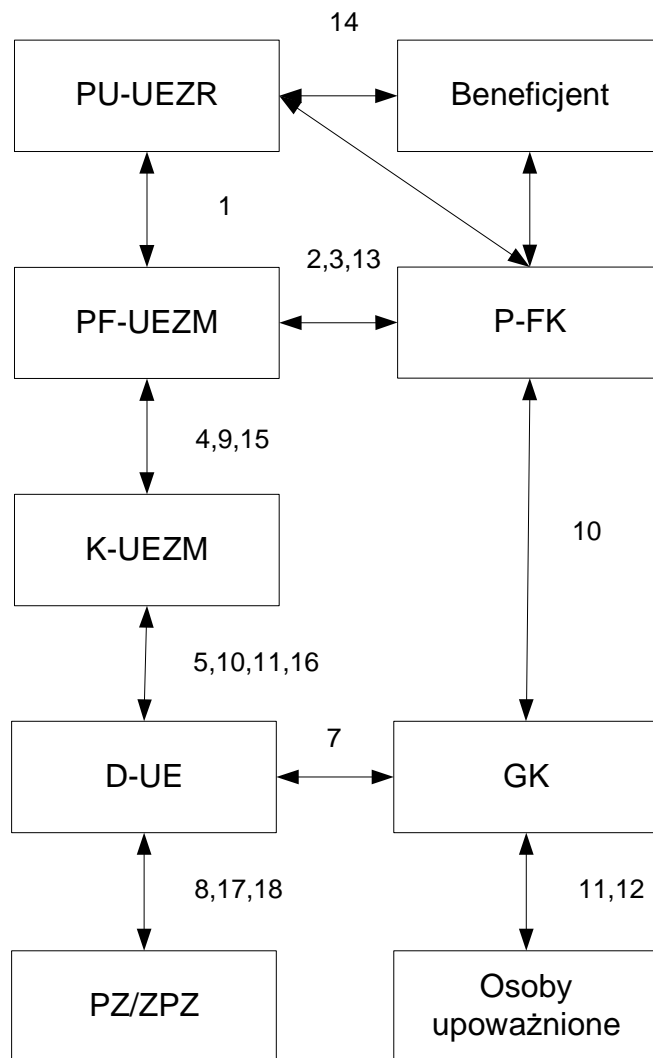 14
PU-UEZR
Beneficjent
1
2,3,13
PF-UEZM
P-FK
4,9,15
K-UEZM
10
5,10,11,16
D-UE
7
GK
8,17,18
11,12
PZ/ZPZ
Osoby
upoważnione